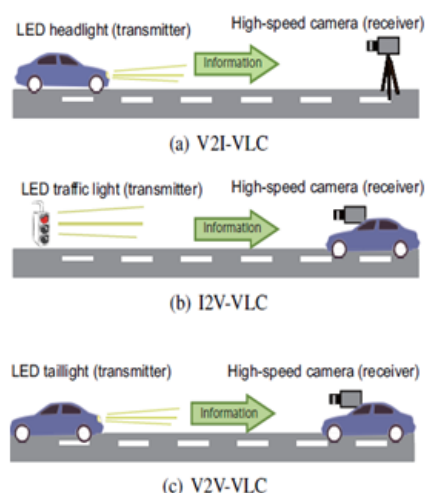 LED headlight (transmitter)
High-speed camera (receiver)
Information
(a) V2I-VLC
LED traffic light (transmitter)
High-speed camera (receiver)
Information
(b) I2V-VLC
LED taillight (transmitter)
High-speed camera (receiver)
Information
(c) V2V-VLC